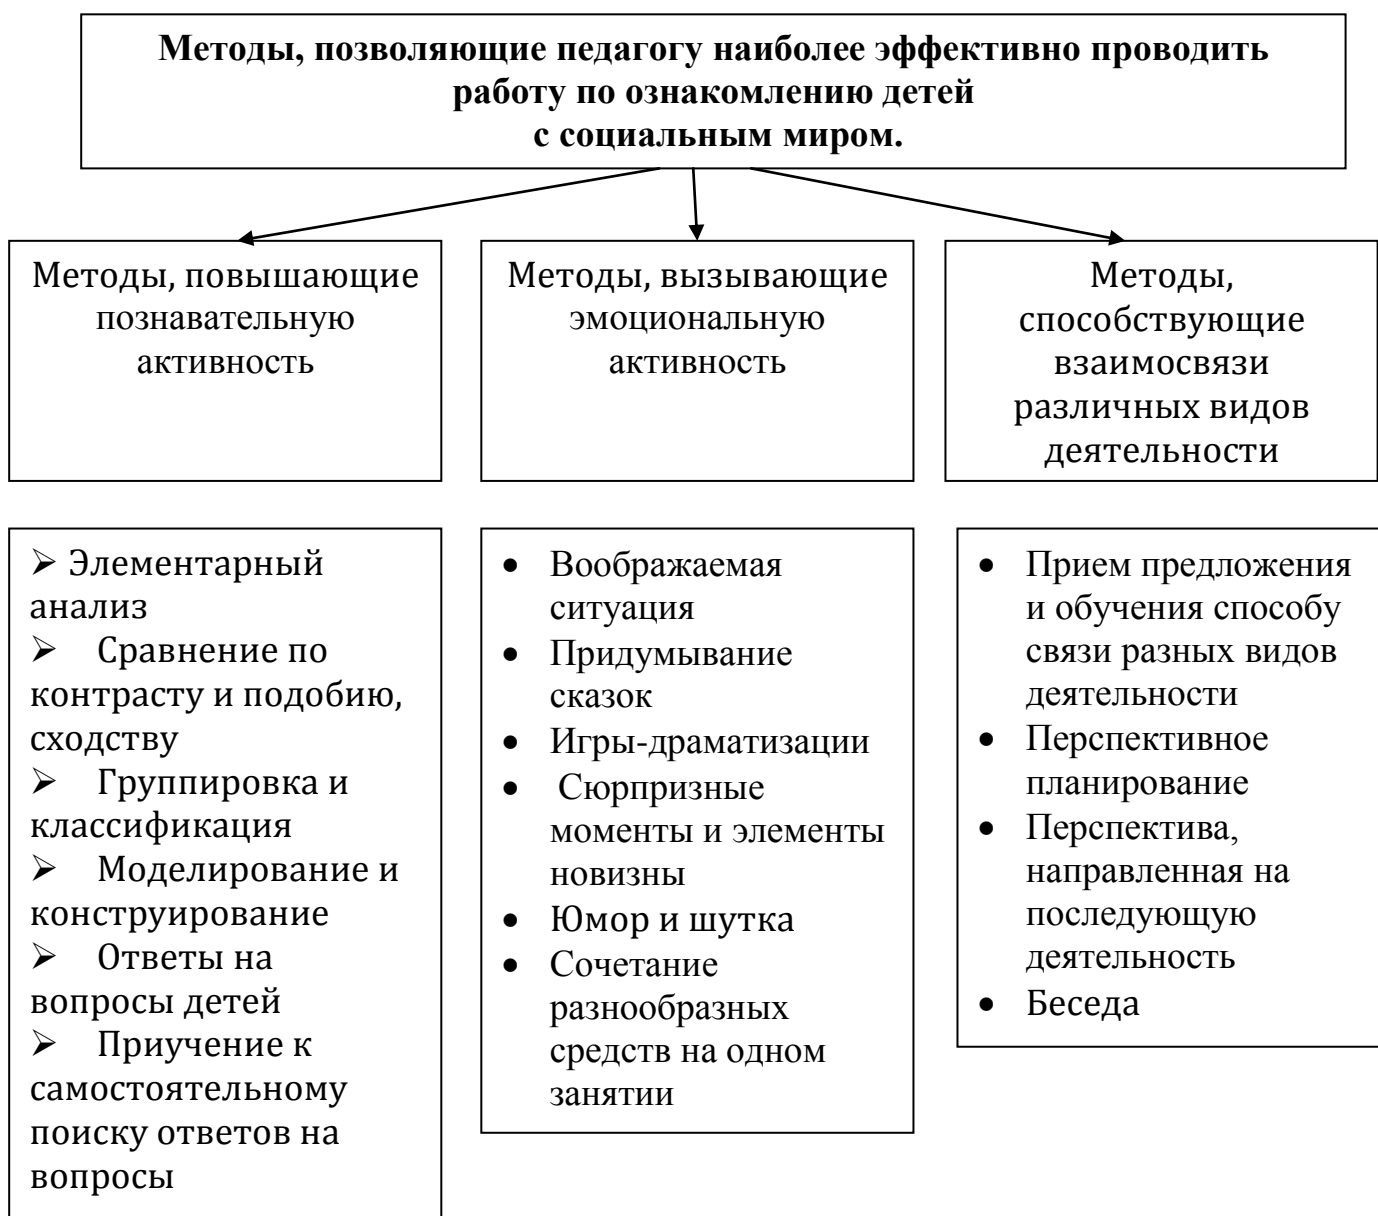 Методы, позволяющие педагогу наиболее эффективно проводить
работу по ознакомлению детей
с социальным миром.
Методы, повышающие
познавательную
активность
Методы, вызывающие
эмоциональную
активность
Методы,
способствующие
взаимосвязи
различных видов
деятельности
➢ Элементарный
анализ
➢ Сравнение по
контрасту и подобию,
сходству
➢ Группировка и
классификация
➢ Моделирование и
конструирование
➢ Ответы на
вопросы детей
➢ Приучение к
самостоятельному
поиску ответов на
вопросы
• Воображаемая
ситуация
• Придумывание
сказок
• Игры-драматизации
• Сюрпризные
моменты и элементы
новизны
• Юмор и шутка
• Сочетание
разнообразных
средств на одном
занятии
• Прием предложения
и обучения способу
связи разных видов
деятельности
• Перспективное
планирование
• Перспектива,
направленная на
последующую
деятельность
• Беседа